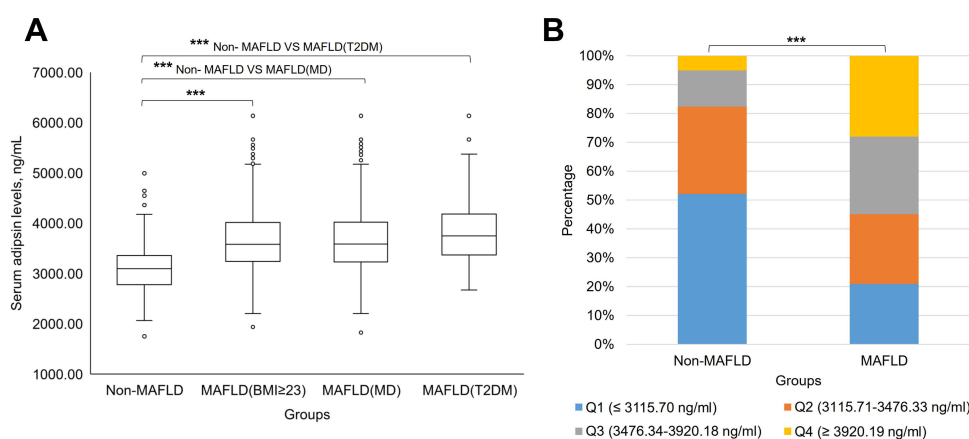 A
*** Non- MAFLD VS MAFLD(T2DM)
*** Non- MAFLD VS MAFLD(MD)
***
Serum adipsin levels, ng/mL
7000.00
6000.00
5000.00
4000.00
3000.00
2000.00
1000.00
Non-MAFLD MAFLD(BMI≥23) MAFLD(MD) MAFLD(T2DM)
Groups
B
***
Percentage
100%
90%
80%
70%
60%
50%
40%
30%
20%
10%
0%
Non-MAFLD MAFLD
Groups
Q1 (≤ 3115.70 ng/ml) Q2 (3115.71-3476.33 ng/ml)
Q3 (3476.34-3920.18 ng/ml) Q4 (≥ 3920.19 ng/ml)